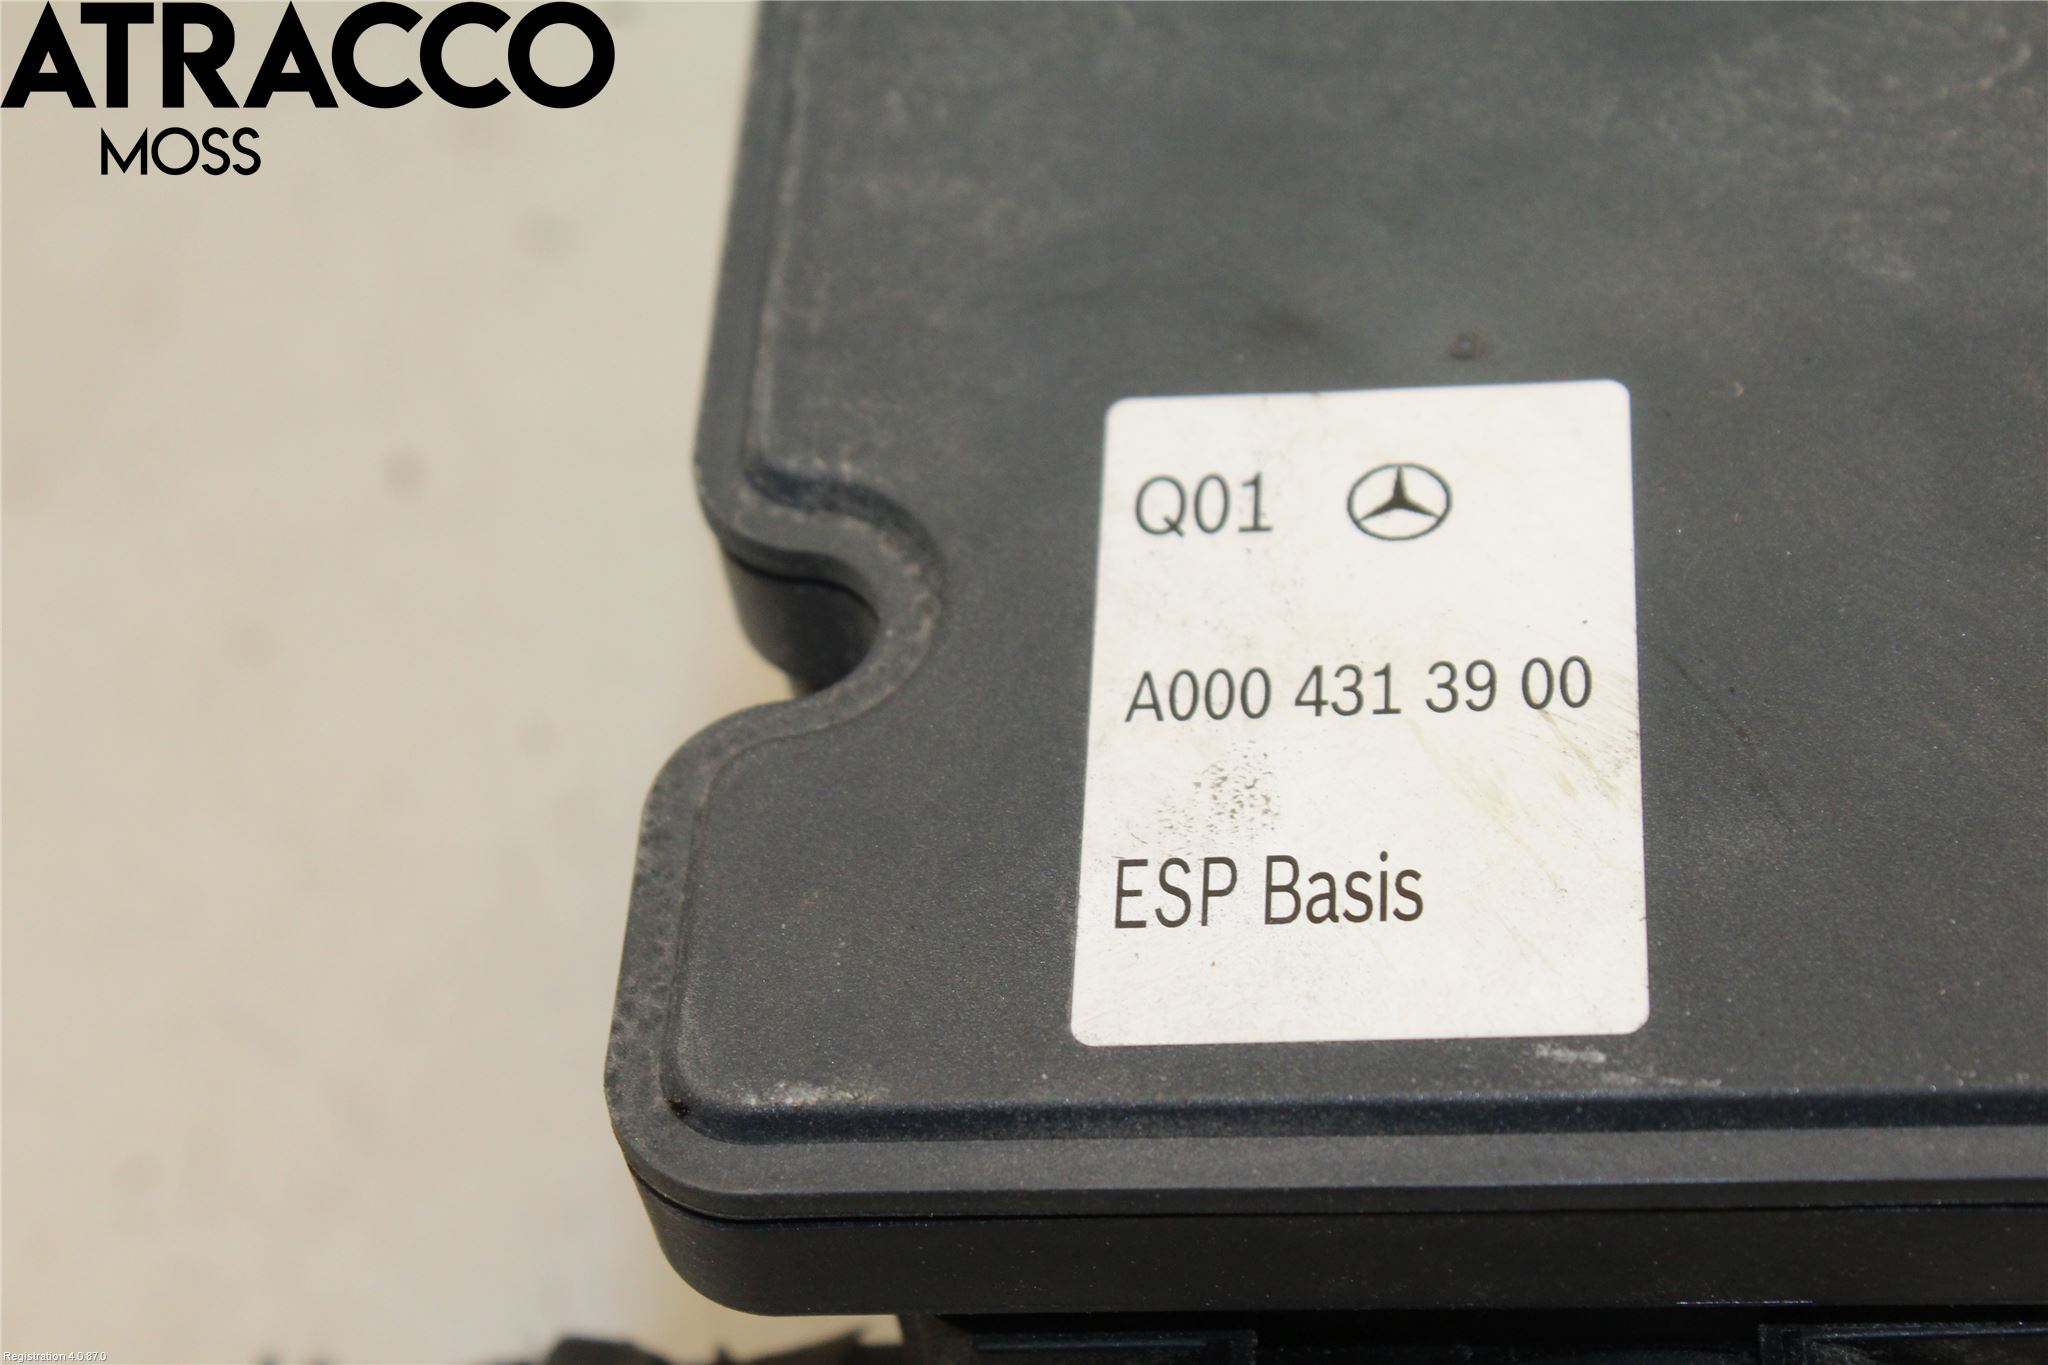 ATRACCO
MOSS
Q01
A000 431 39 00
ESP Basis
Registration 4.0.87.0